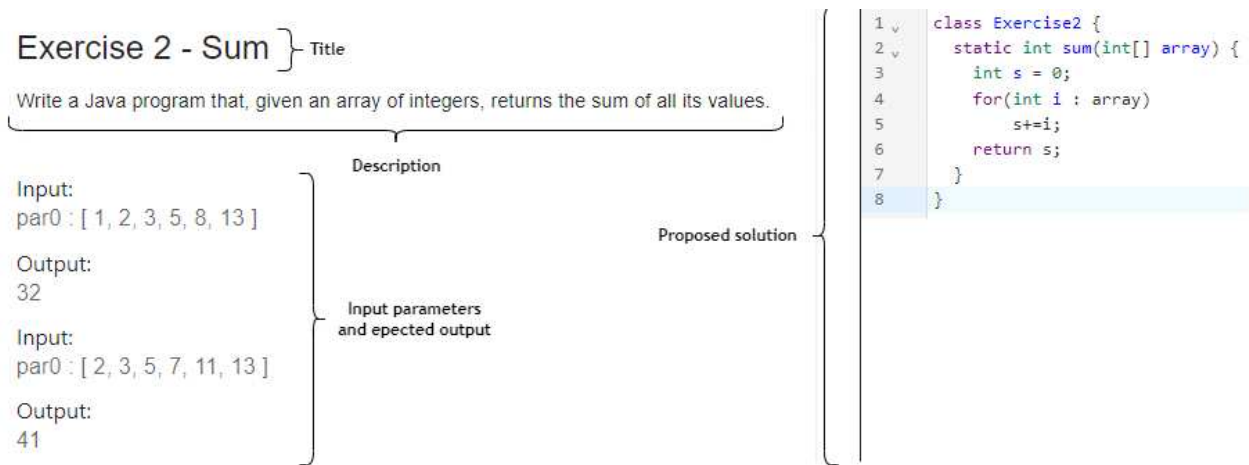 Exercise 2 - Sum
Title
Write a Java program that, given an array of integers, returns the sum of all its values.
Description
Input:
par0 : [ 1, 2, 3, 5, 8, 13 ]
Output:
32
Input:
par0 : [ 2, 3, 5, 7, 11, 13 ]
Output:
41
Input parameters
and epected output
Proposed solution
1 class Exercise2 {
2 static int sum(int[] array) {
3 int s = 0;
4 for(int i : array)
5 s+=i;
6 return s;
7 }
8 }